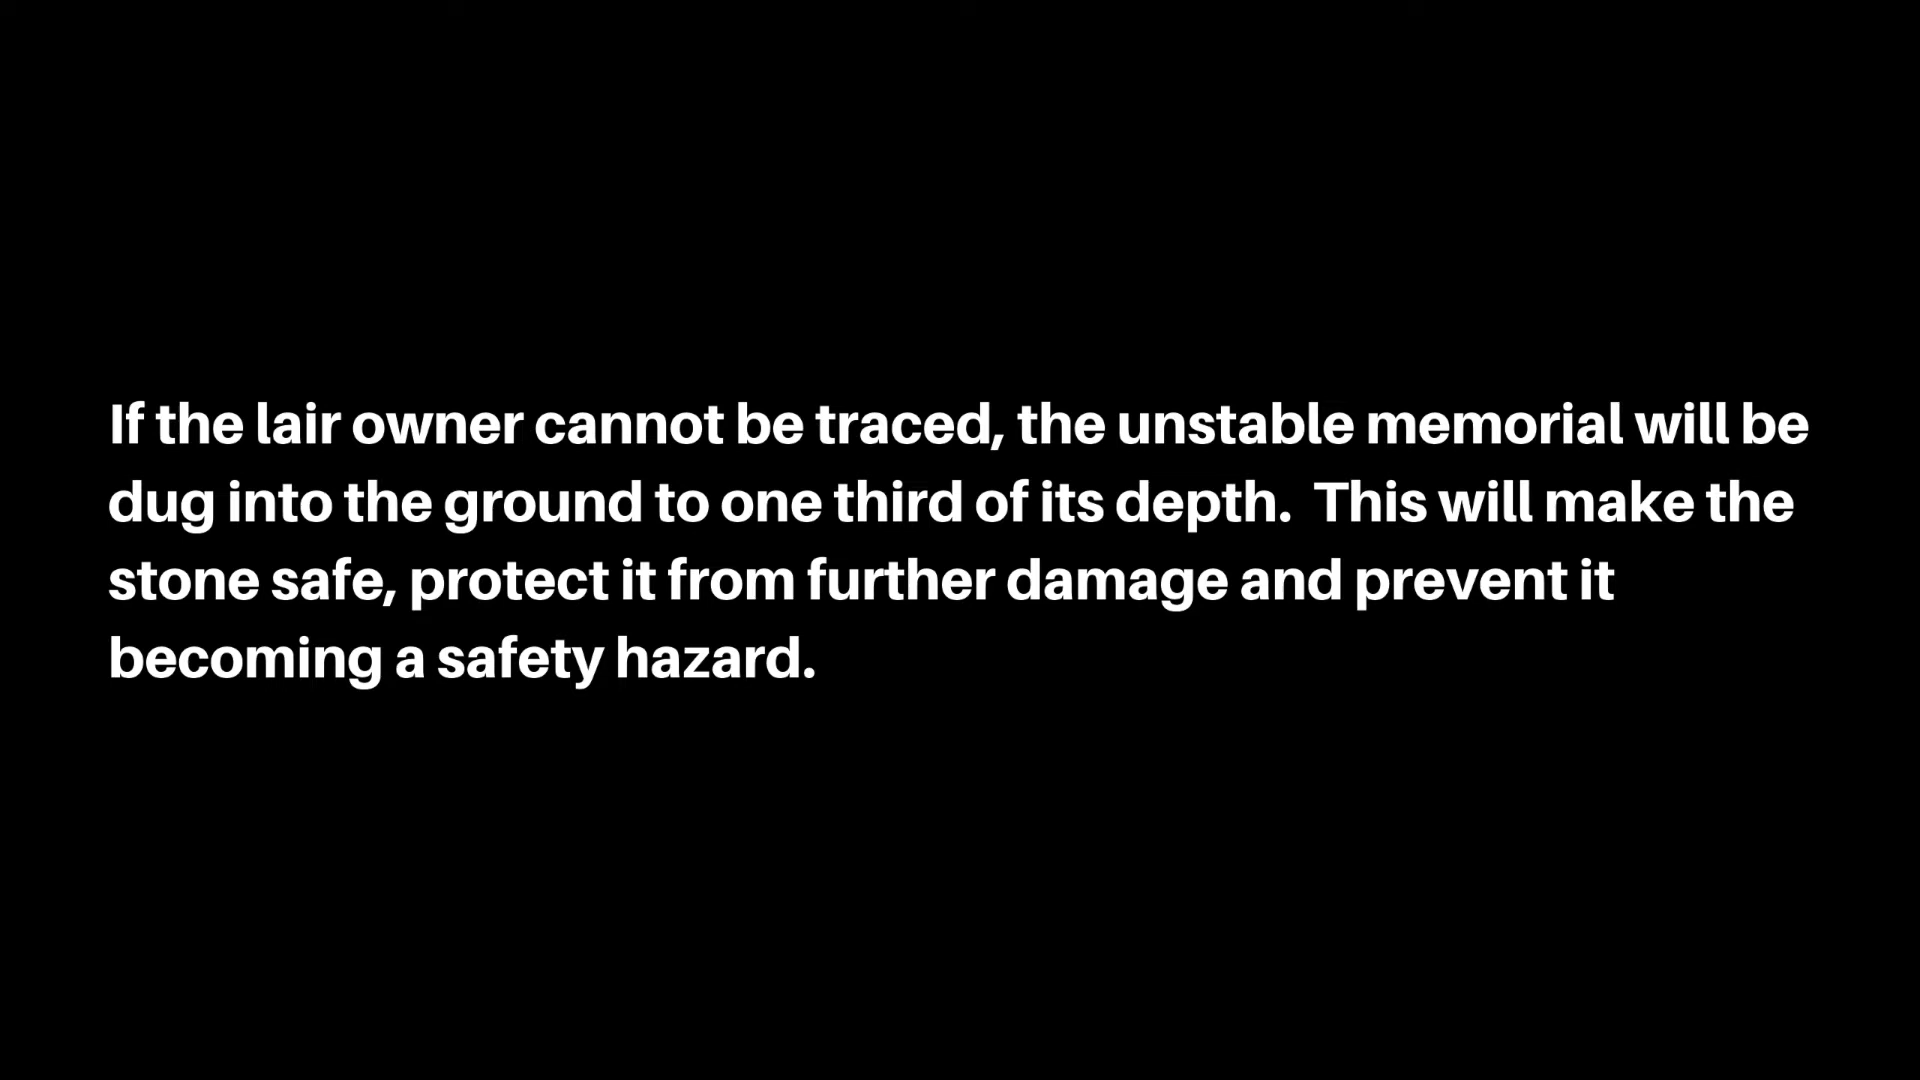 If the lair owner cannot be traced, the unstable memorial will be
dug into the ground to one third of its depth.  This will make the
stone safe, protect it from further damage and prevent it
becoming a safety hazard.